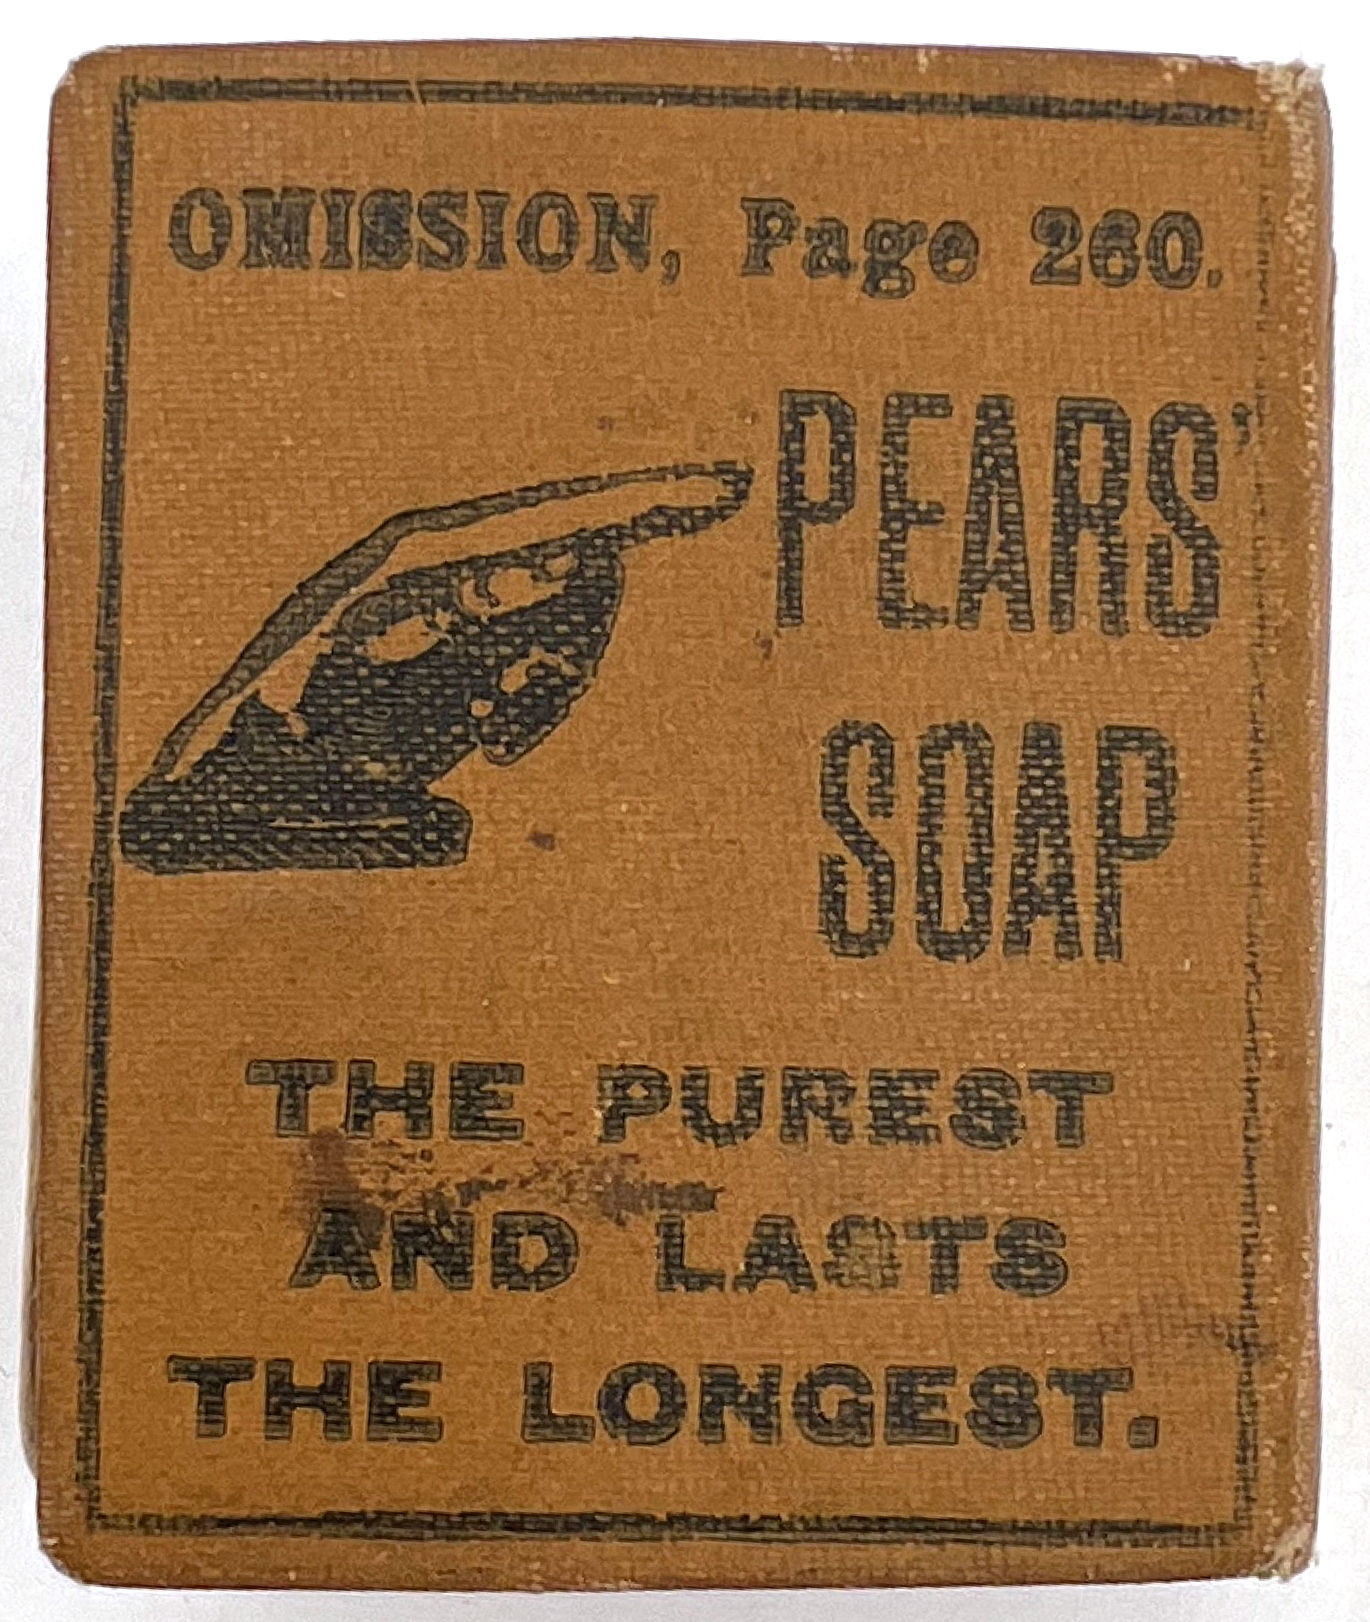 OMISSION, Page 260.
PEARS'
SOAP
THE PUREST
AND LASTS
THE LONGEST.